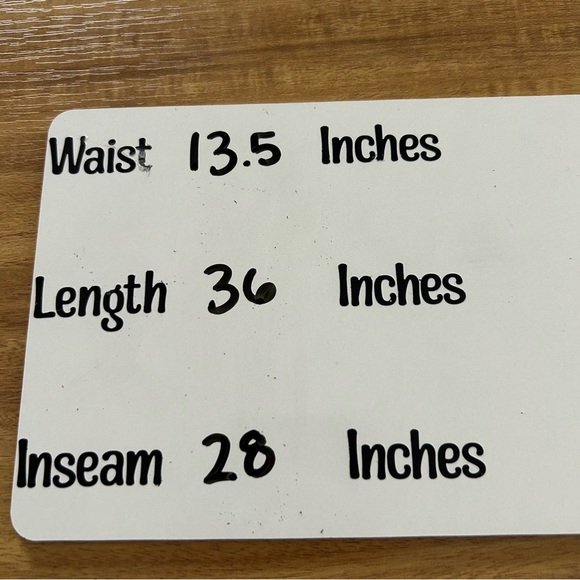 Waist 13.5 Inches
Length 36 Inches
Inseam 28 Inches